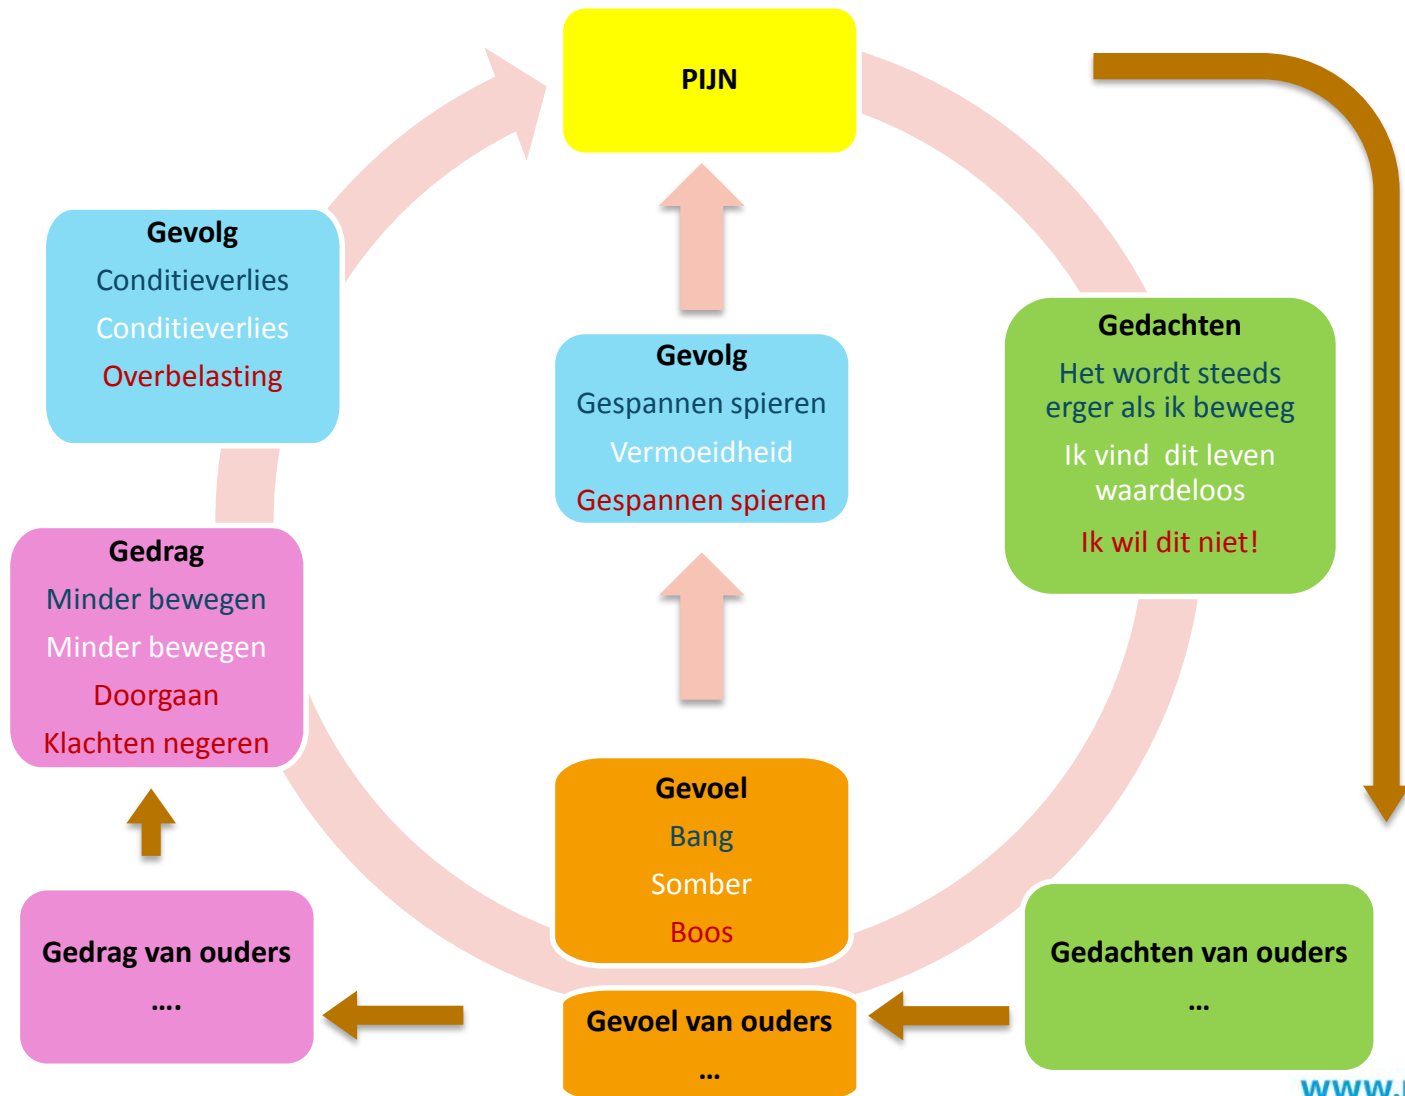 PIJN
Gevolg
Conditieverlies
Conditieverlies
Overbelasting
Gevolg
Gespannen spieren
Vermoeidheid
Gespannen spieren
Gedachten
Het wordt steeds
erger als ik beweeg
Ik vind dit leven
waardeloos
Ik wil dit niet!
Gedrag
Minder bewegen
Minder bewegen
Doorgaan
Klachten negeren
Gevoel
Bang
Somber
Boos
Gedrag van ouders
....
Gevoel van ouders
...
Gedachten van ouders
...